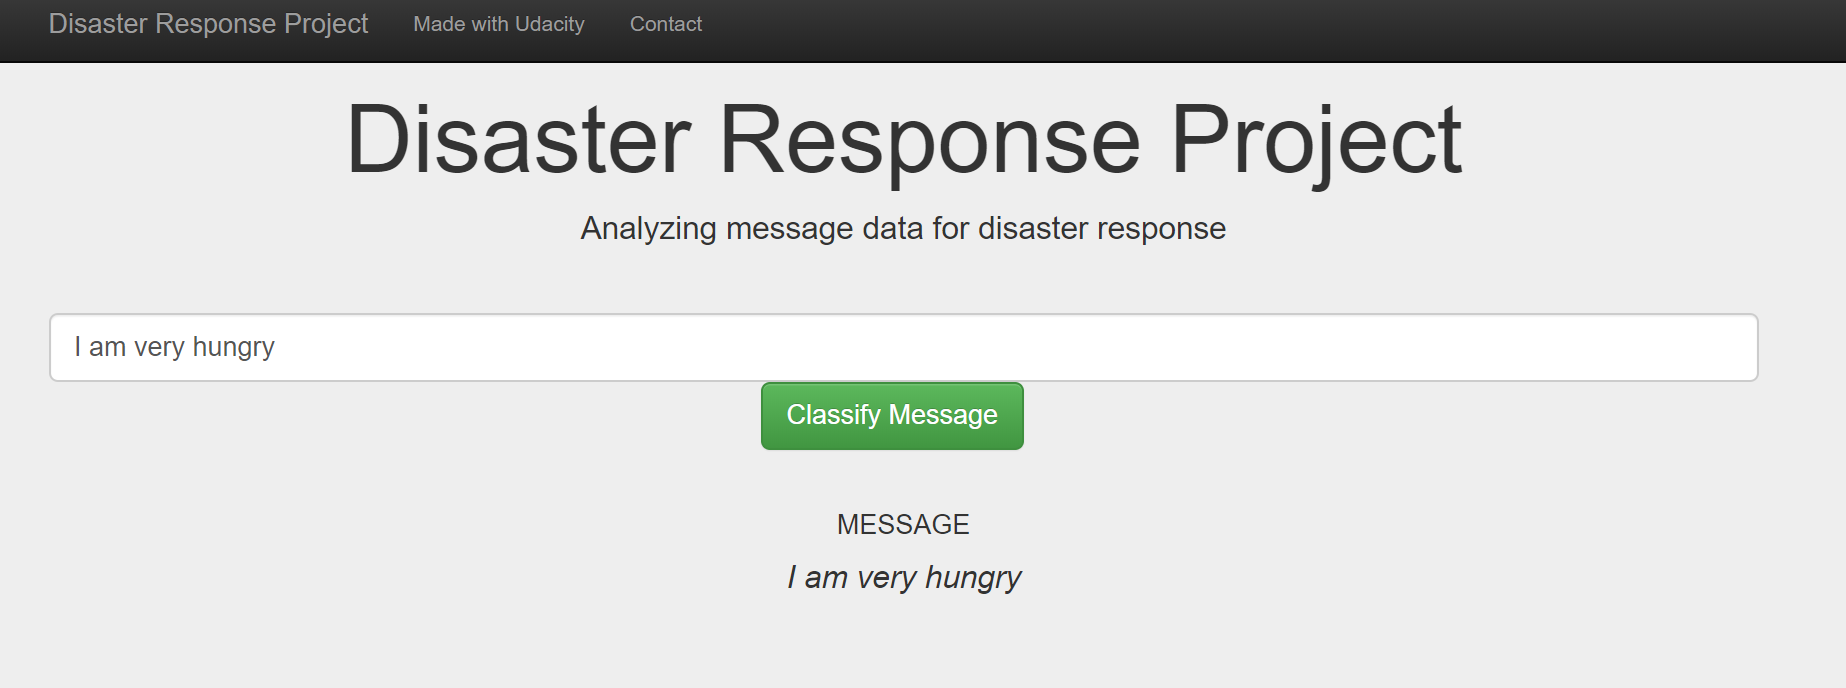 Disaster Response Project Made with Udacity Contact
Disaster Response Project
Analyzing message data for disaster response
I am very hungry
Classify Message
MESSAGE
I am very hungry